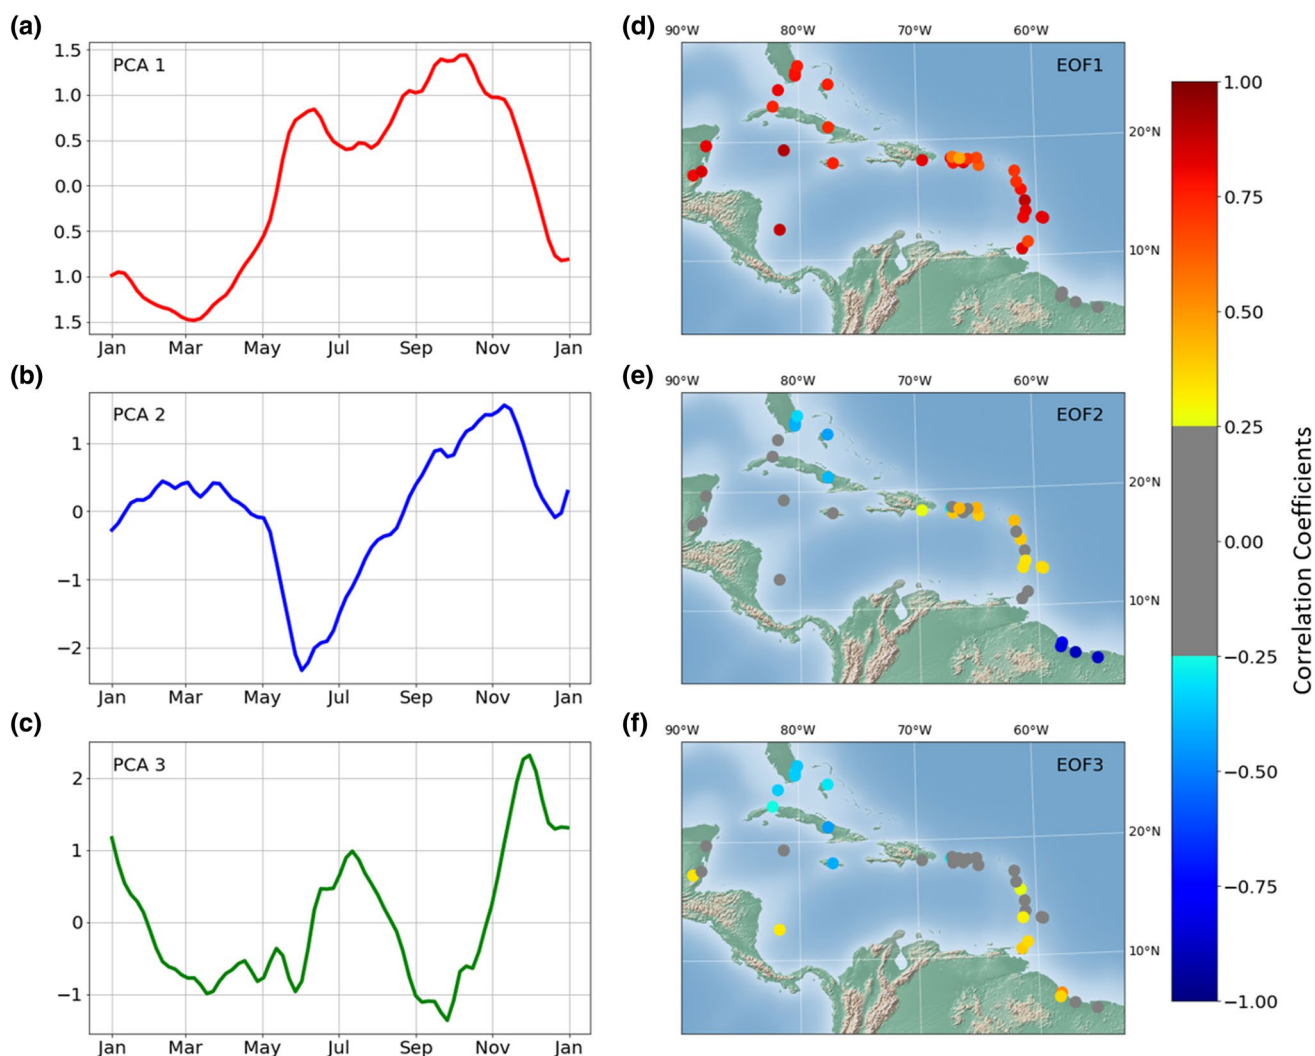 (a)
PCA 1
1.5
1.0
0.5
0.0
0.5
1.0
1.5
Jan Mar May Jul Sep Nov Jan
(b)
PCA 2
1
0
−1
−2
Jan Mar May Jul Sep Nov Jan
(c)
PCA 3
2
1
0
−1
Jan Mar May Jul Sep Nov Jan
(d)
90°W 80°W 70°W 60°W
EOF1
20°N
10°N
(e)
90°W 80°W 70°W 60°W
EOF2
20°N
10°N
(f)
90°W 80°W 70°W 60°W
EOF3
20°N
10°N
1.00
0.75
0.50
0.25
0.00
−0.25
−0.50
−0.75
−1.00
Correlation Coefficients